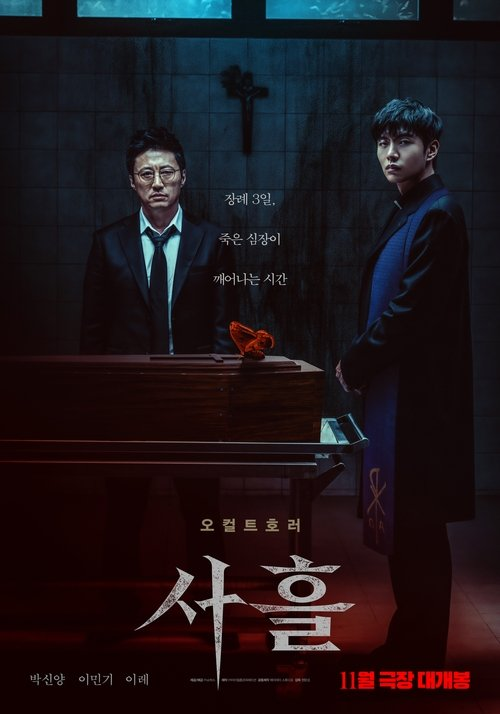 장례 3일,
죽은 심장이
깨어나는 시간
오컬트호러
사흘
박신양 이민기 이레
11월 극장 대개봉